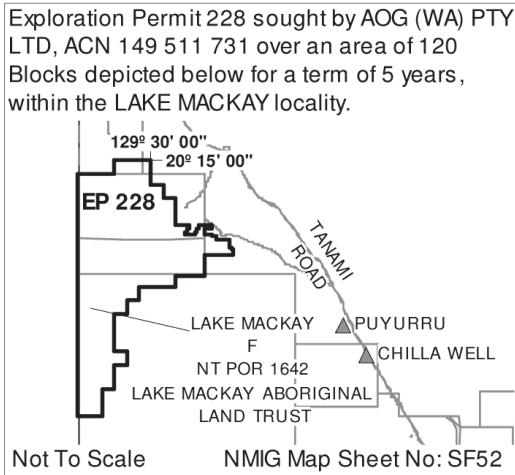 Exploration Permit 228 sought by AOG (WA) PTY
LTD, ACN 149 511 731 over an area of 120
Blocks depicted below for a term of 5 years,
within the LAKE MACKAY locality.
129º 30' 00"
20º 15' 00"
EP 228
TANAMI
ROAD
LAKE MACKAY
F
NT POR 1642
LAKE MACKAY ABORIGINAL
LAND TRUST
PUYURRU
CHILLA WELL
Not To Scale
NMIG Map Sheet No: SF52